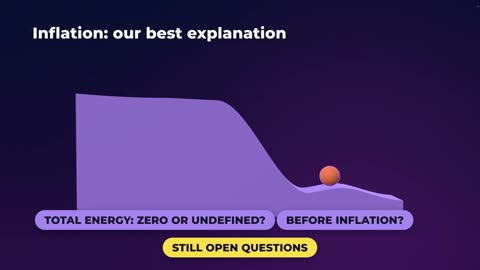 Inflation: our best explanation
TOTAL ENERGY: ZERO OR UNDEFINED?
BEFORE INFLATION?
STILL OPEN QUESTIONS